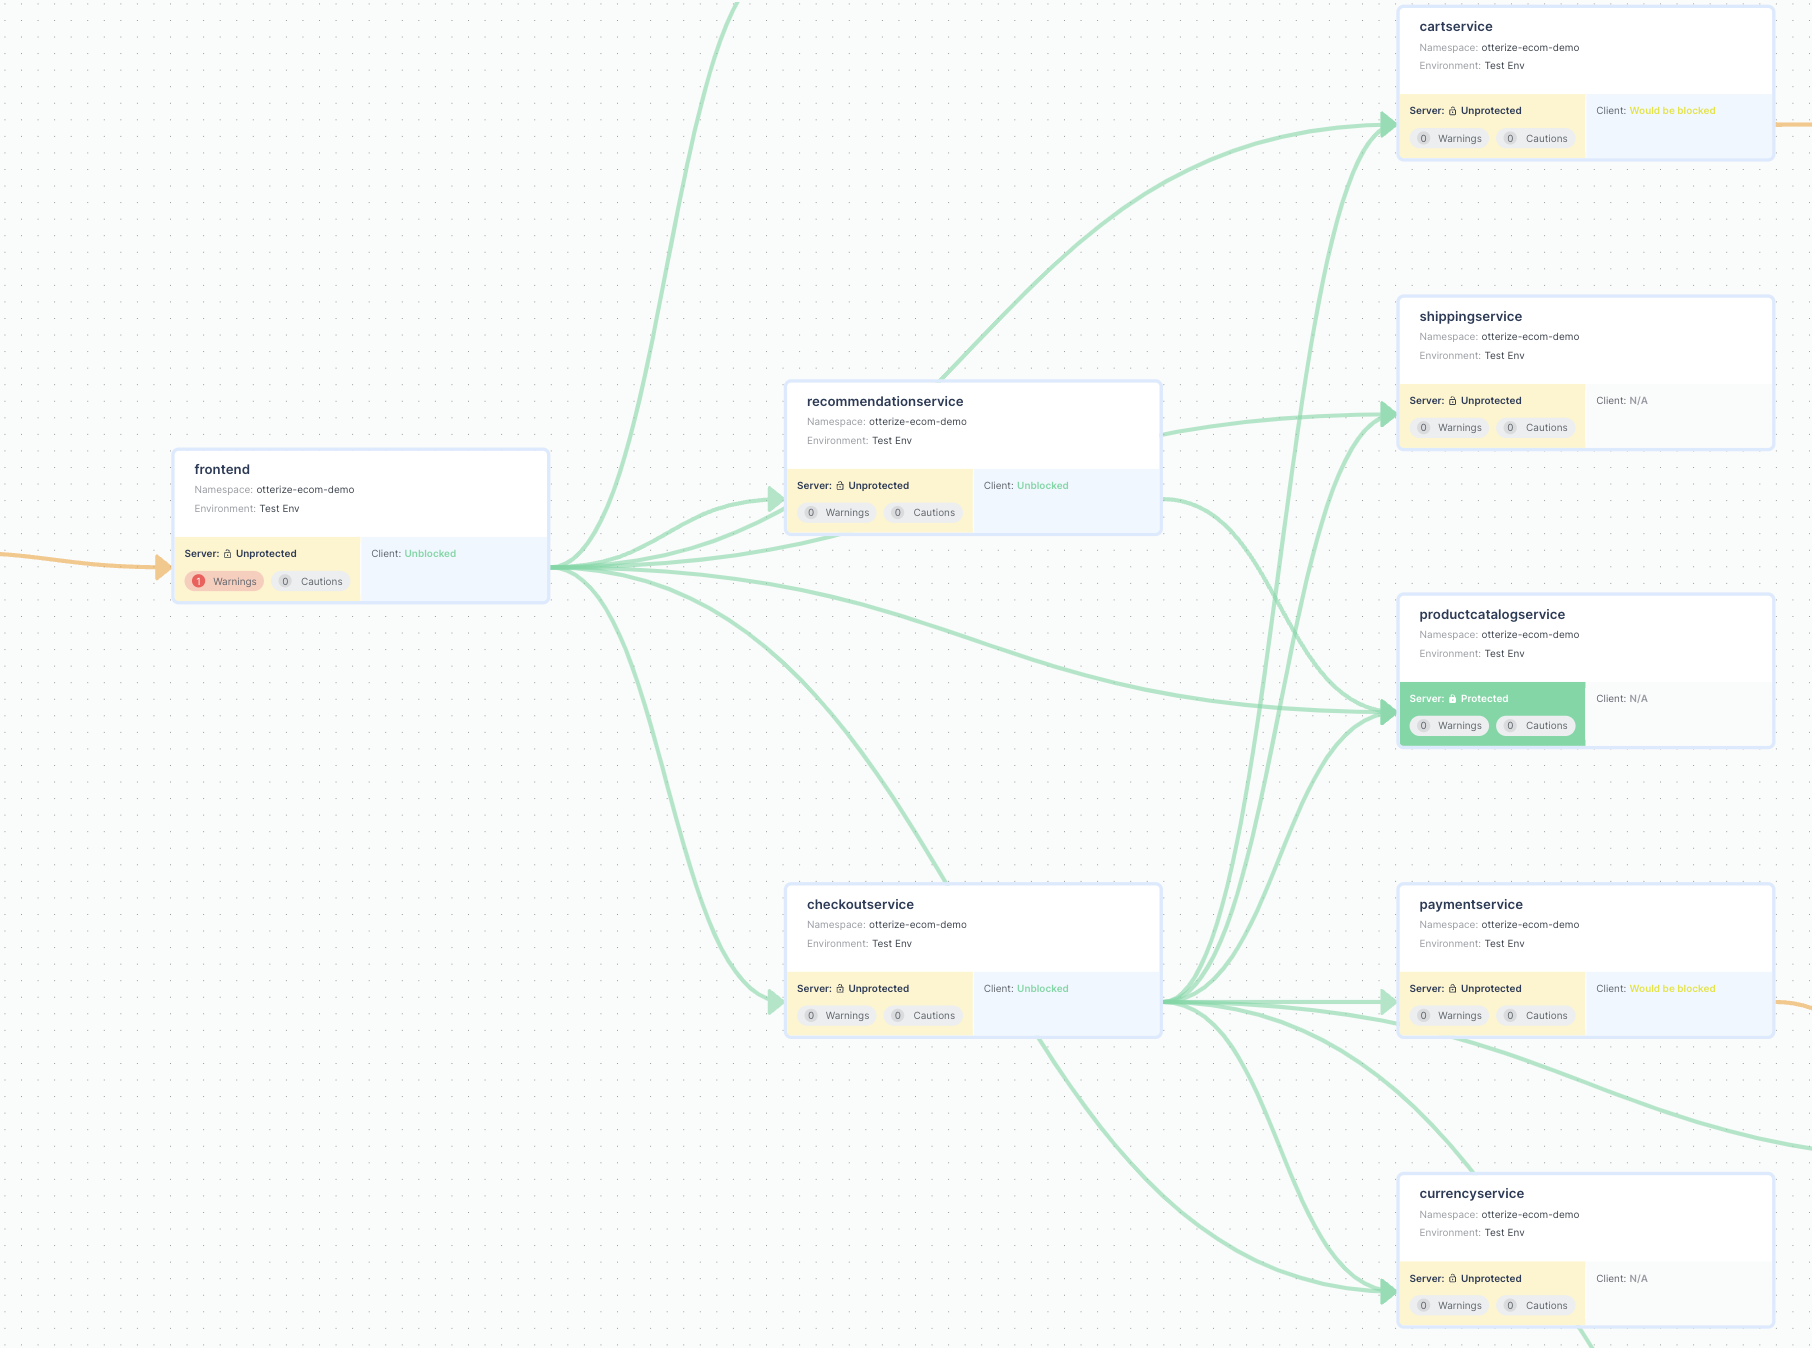 cartservice
Namespace: otterize-ecom-demo
Environment: Test Env
Server: Unprotected
Client: Would be blocked
0 Warnings 0 Cautions
shippingservice
Namespace: otterize-ecom-demo
Environment: Test Env
Server: Unprotected
Client: N/A
0 Warnings 0 Cautions
recommendationservice
Namespace: otterize-ecom-demo
Environment: Test Env
Server: Unprotected
Client: Unblocked
0 Warnings 0 Cautions
frontend
Namespace: otterize-ecom-demo
Environment: Test Env
Server: Unprotected
Client: Unblocked
1 Warnings 0 Cautions
productcatalogservice
Namespace: otterize-ecom-demo
Environment: Test Env
Server: Protected
Client: N/A
0 Warnings 0 Cautions
checkoutservice
Namespace: otterize-ecom-demo
Environment: Test Env
Server: Unprotected
Client: Unblocked
0 Warnings 0 Cautions
paymentservice
Namespace: otterize-ecom-demo
Environment: Test Env
Server: Unprotected
Client: Would be blocked
0 Warnings 0 Cautions
currencyservice
Namespace: otterize-ecom-demo
Environment: Test Env
Server: Unprotected
Client: N/A
0 Warnings 0 Cautions